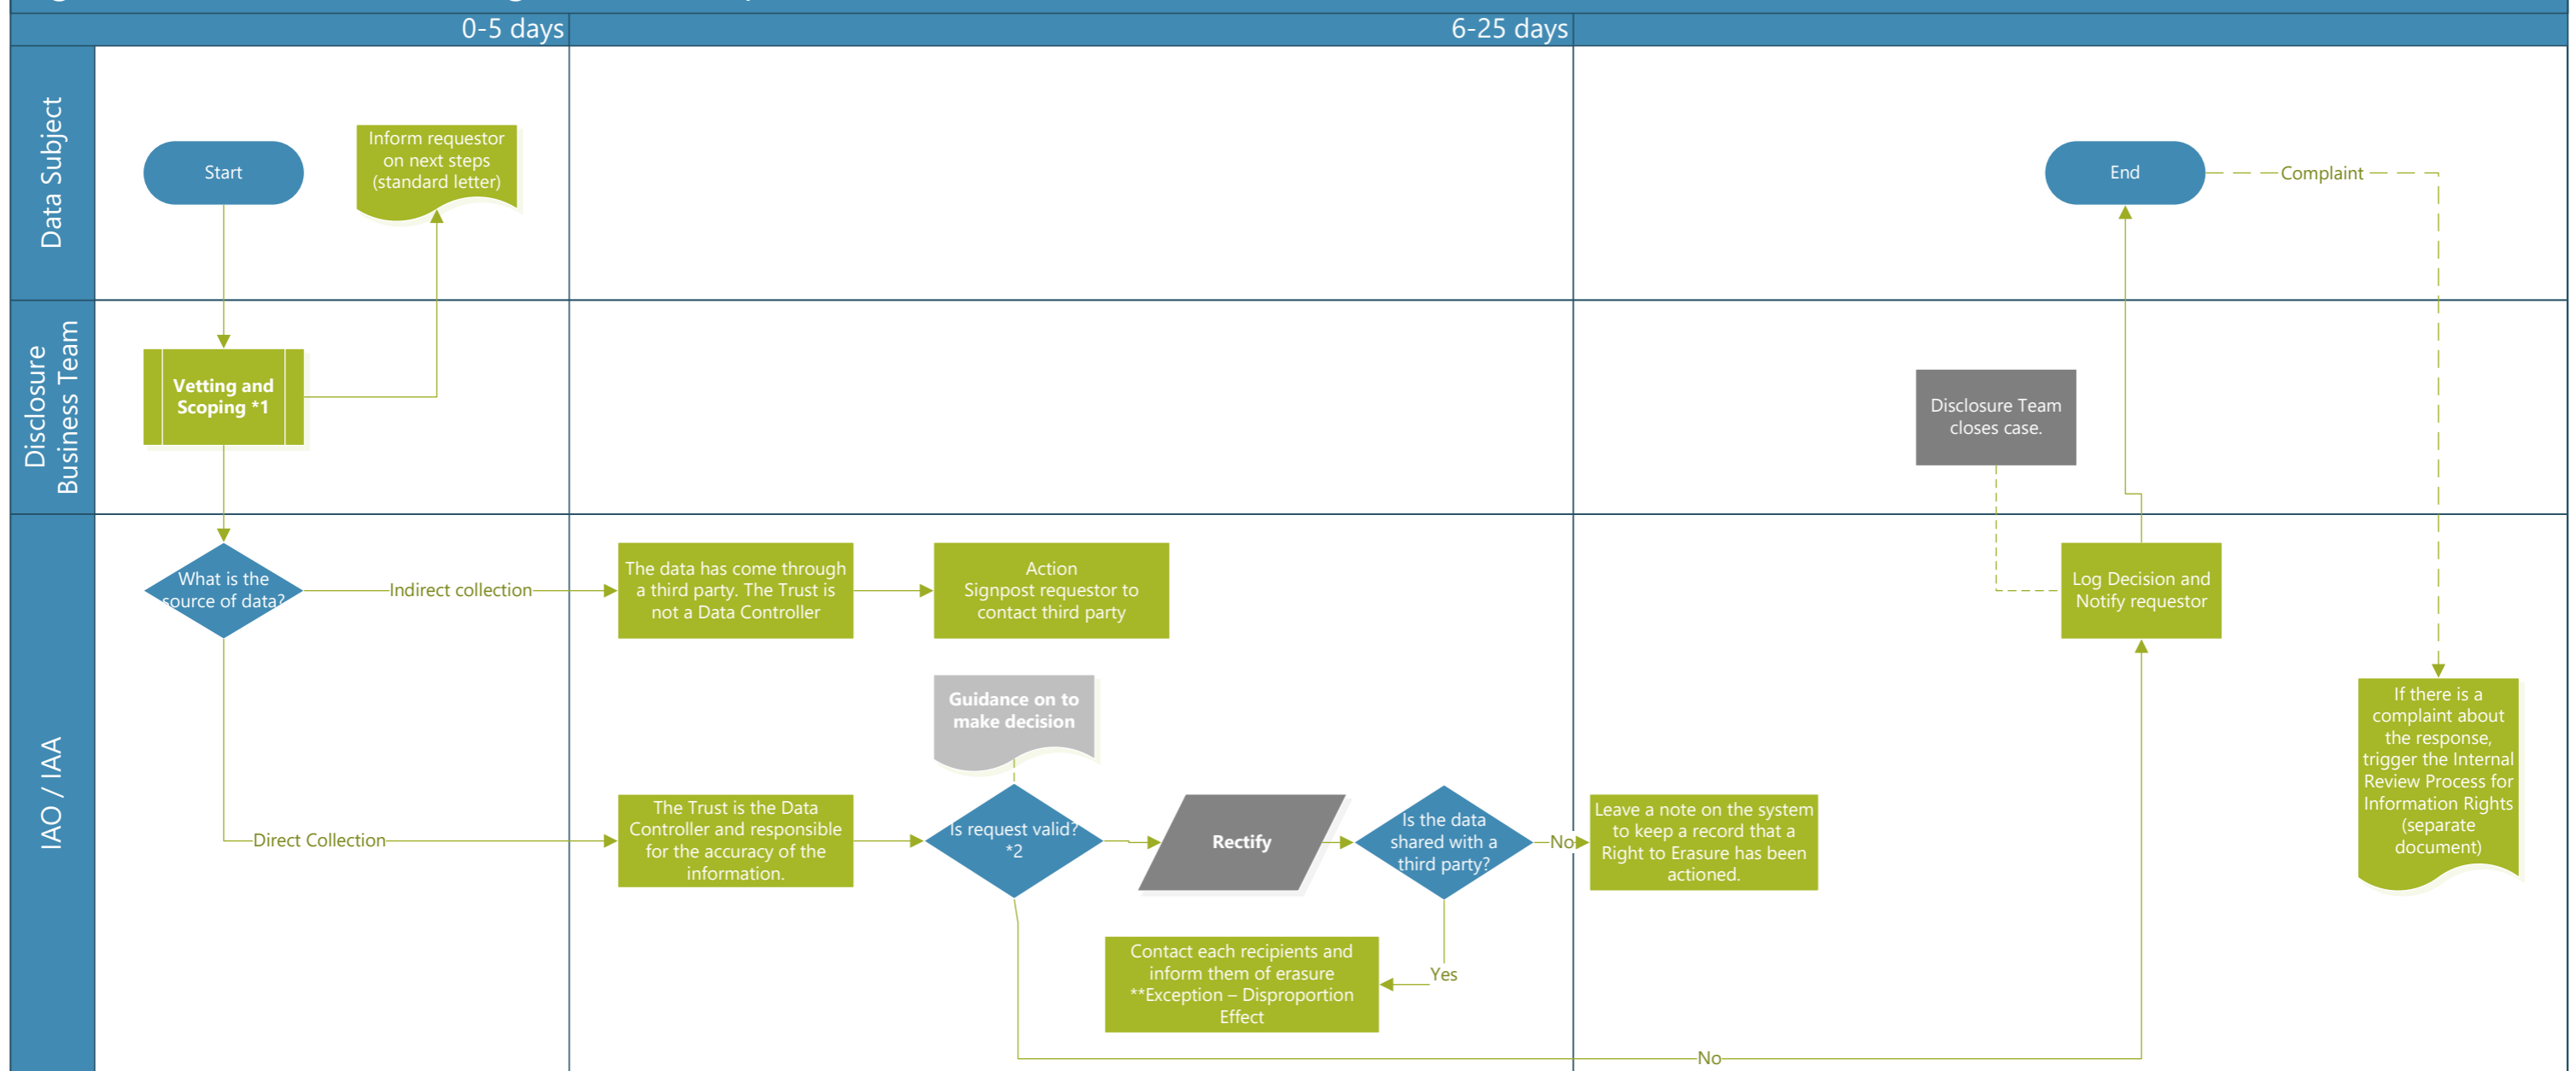 0-5 days
6-25 days
Data Subject
Start
Inform requestor
on next steps
(standard letter)
End
Complaint
Disclosure
Business Team
Vetting and
Scoping *1
Disclosure Team
closes case.
IAO / IAA
What is the
source of data?
Indirect collection
The data has come through
a third party. The Trust is
not a Data Controller
Action
Signpost requestor to
contact third party
Log Decision and
Notify requestor
Guidance on to
make decision
Direct Collection
The Trust is the Data
Controller and responsible
for the accuracy of the
information.
Is request valid?
*2
Rectify
Is the data
shared with a
third party?
No
Leave a note on the system
to keep a record that a
Right to Erasure has been
actioned.
If there is a
complaint about
the response,
trigger the Internal
Review Process for
Information Rights
(separate
document)
Yes
Contact each recipients and
inform them of erasure
**Exception – Disproportion
Effect
No